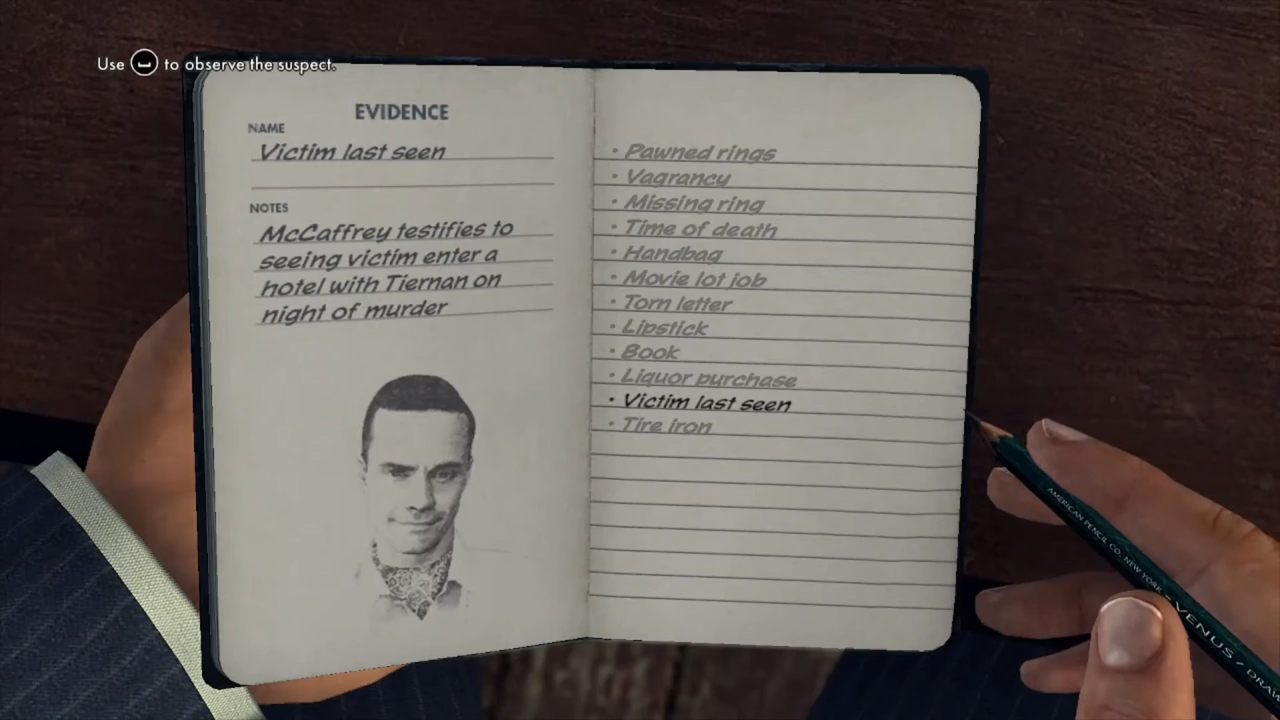 Use to observe the suspect.
EVIDENCE
NAME
Victim last seen
NOTES
McCaffrey testifies to
seeing victim enter a
hotel with Tiernan on
night of murder
· Pawned rings
· Vagrancy
· Missing ring
· Time of death
· Handbag
· Movie lot job
· Torn letter
· Lipstick
· Book
· Liquor purchase
· Victim last seen
· Tire iron
AMERICAN PENCIL CO. NEW YORK · VENUS / DRAW